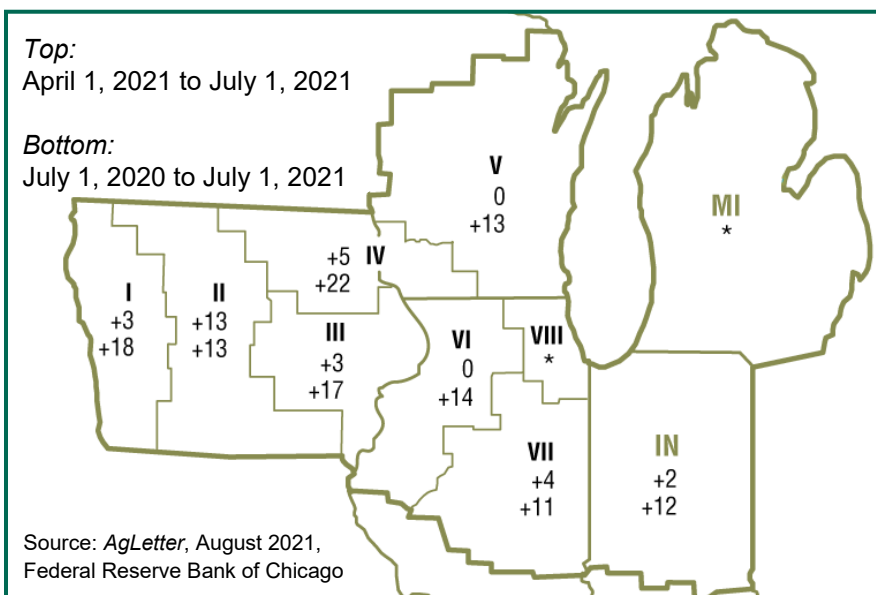 Top:
April 1, 2021 to July 1, 2021
Bottom:
July 1, 2020 to July 1, 2021
V
0
+13
MI
*
+5 IV
+22
I
+3
+18
II
+13
+13
III
+3
+17
VI
0
+14
VIII
*
VII
+4
+11
IN
+2
+12
Source: AgLetter, August 2021,
Federal Reserve Bank of Chicago